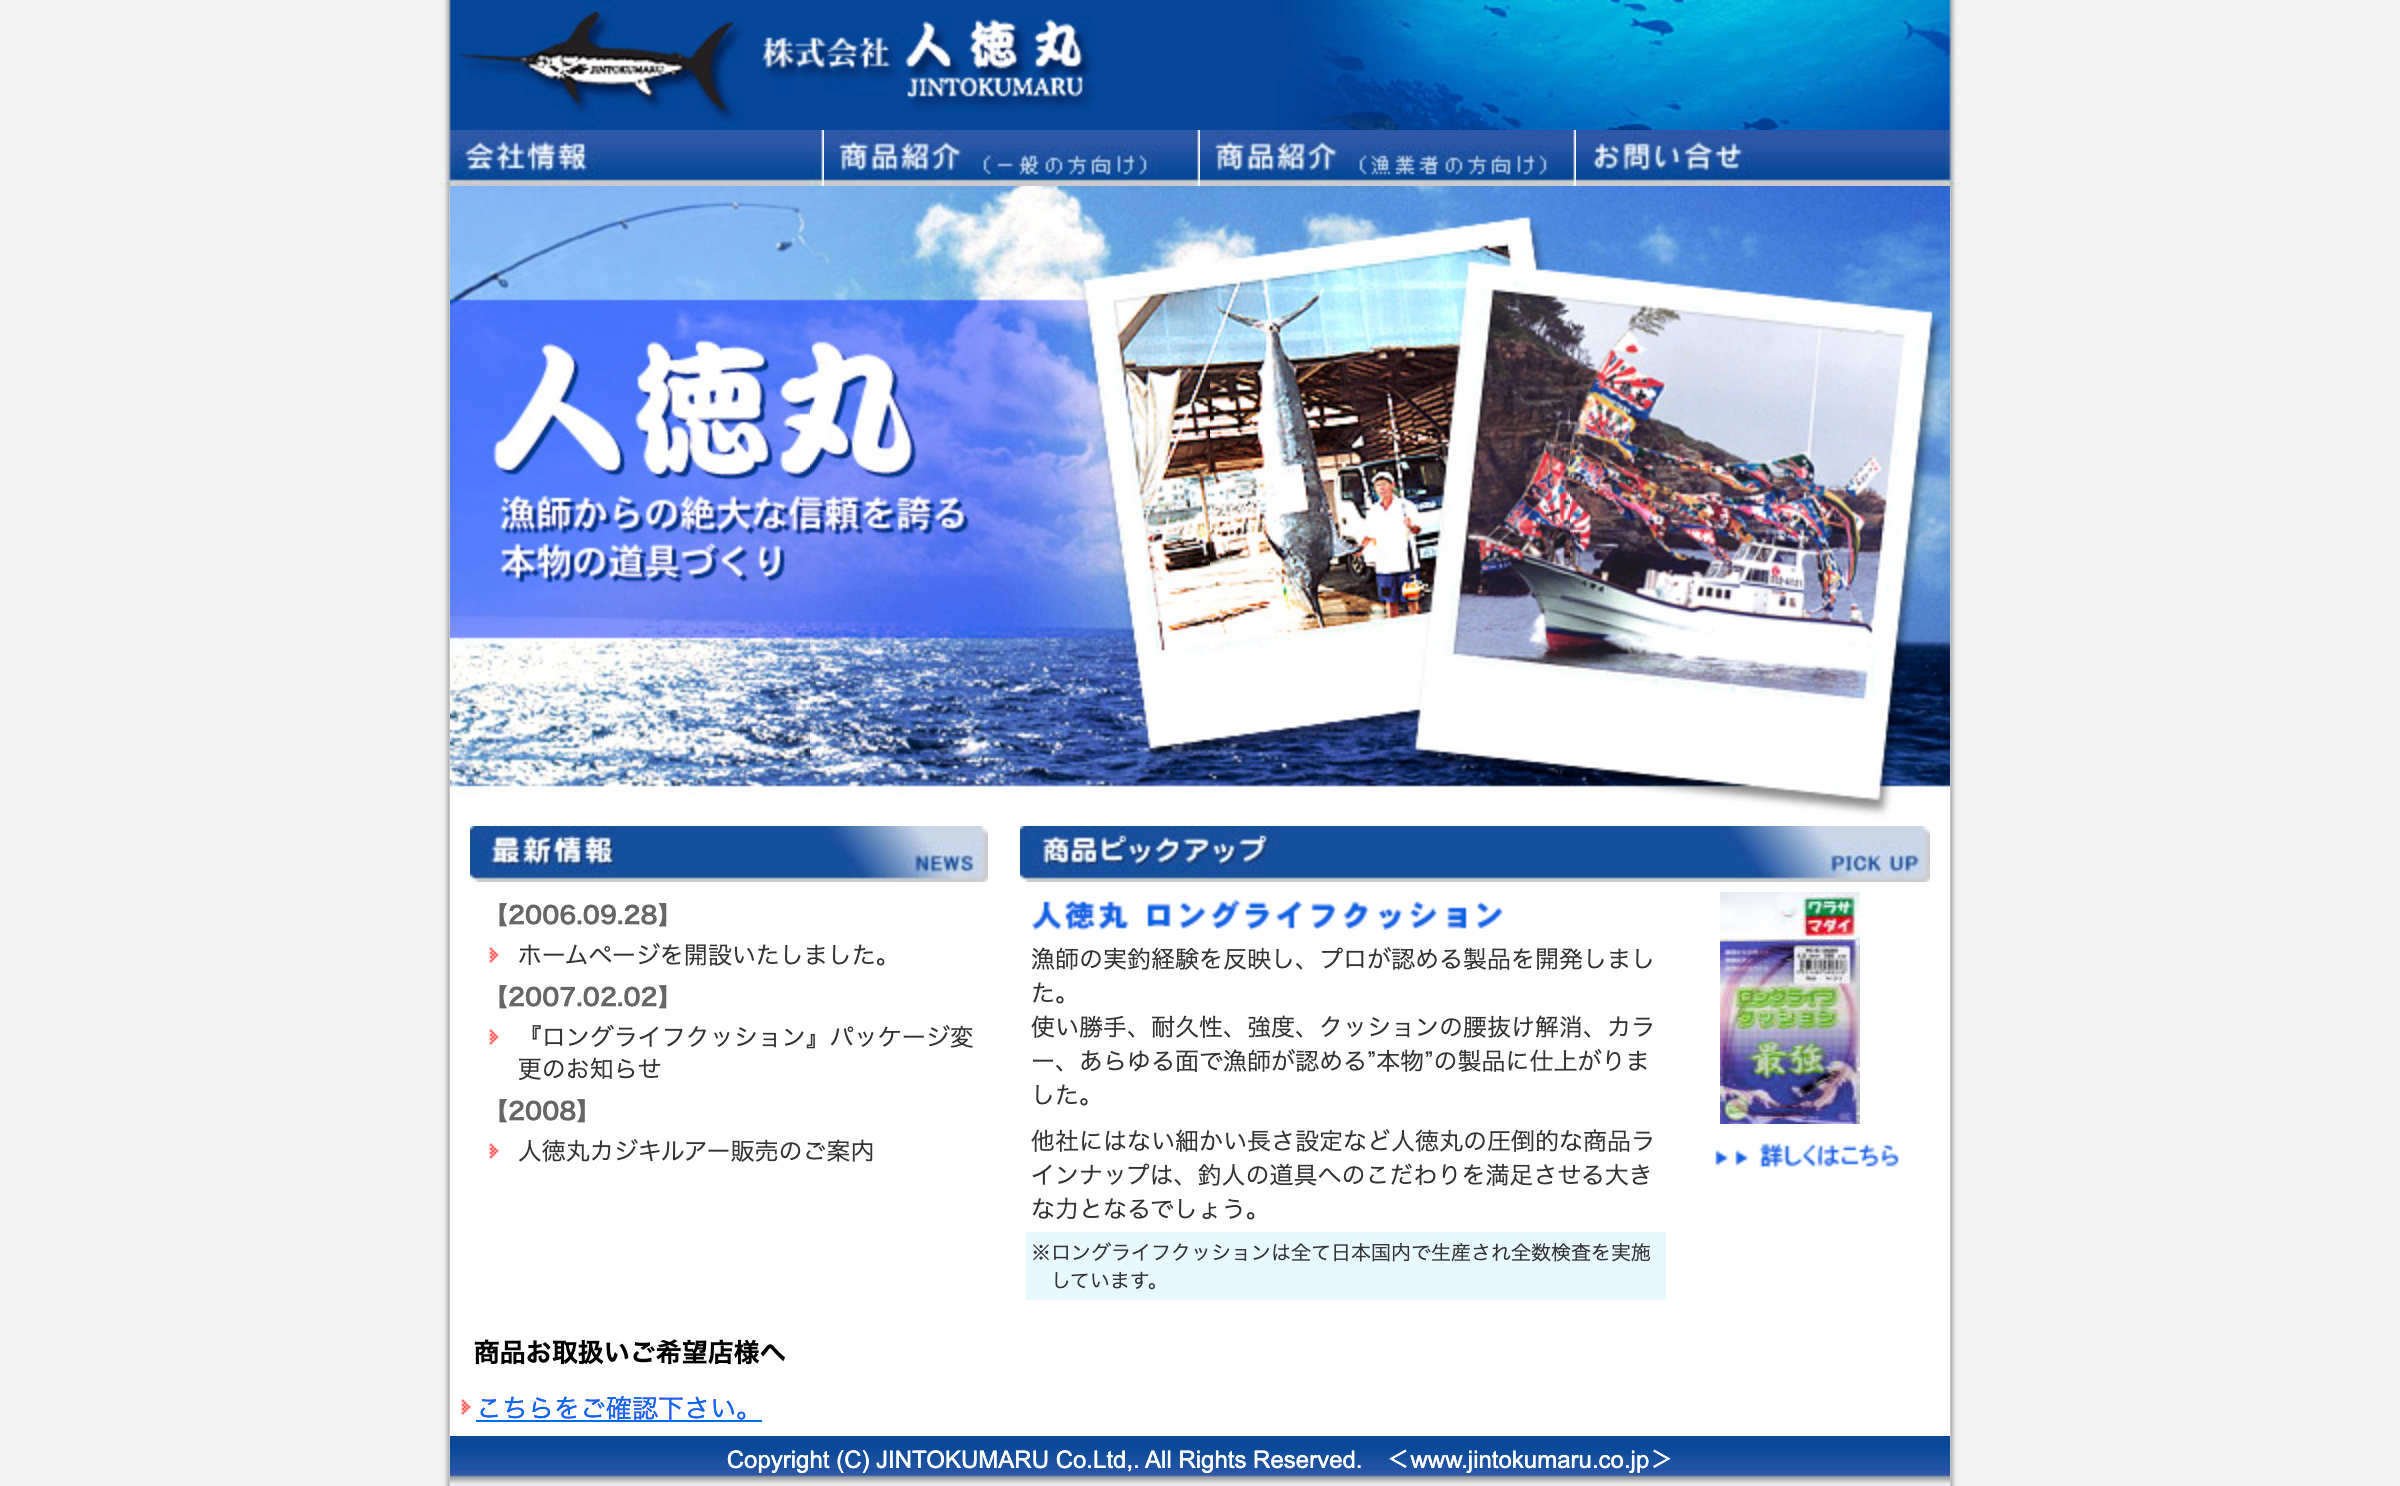 JINTOKUMARU
株式会社 人徳丸
JINTOKUMARU
会社情報
商品紹介 （一般の方向け）
商品紹介 （漁業者の方向け）
お問い合せ
人徳丸
漁師からの絶大な信頼を誇る
本物の道具づくり
最新情報
NEWS
【2006.09.28】
ホームページを開設いたしました。
【2007.02.02】
『ロングライフクッション』パッケージ変
更のお知らせ
【2008】
人徳丸カジキルアー販売のご案内
商品ピックアップ
PICK UP
人徳丸 ロングライフクッション
漁師の実釣経験を反映し、プロが認める製品を開発しまし
た。
使い勝手、耐久性、強度、クッションの腰抜け解消、カラ
ー、あらゆる面で漁師が認める”本物”の製品に仕上がりま
した。
他社にはない細かい長さ設定など人徳丸の圧倒的な商品ラ
インナップは、釣人の道具へのこだわりを満足させる大き
な力となるでしょう。
※ロングライフクッションは全て日本国内で生産され全数検査を実施
しています。
ワラサ
マダイ
ロングライフ
クッション
最強
詳しくはこちら
商品お取扱いご希望店様へ
こちらをご確認下さい。
Copyright (C) JINTOKUMARU Co.Ltd,. All Rights Reserved. ＜www.jintokumaru.co.jp＞